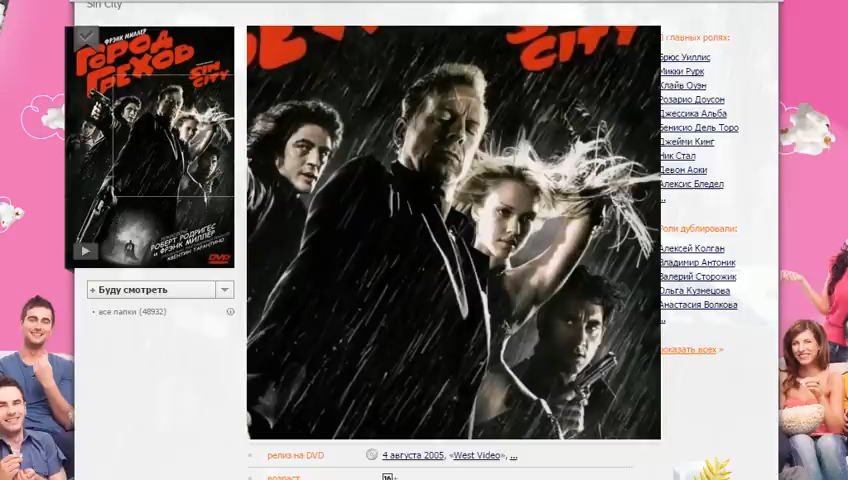 Sin City
ФРЭНК МИЛЛЕР
ГОРОД
ГРЕХОВ
SIN
CITY
РОБЕРТ РОДРИГЕС
и ФРЭНК МИЛЛЕР
КВЕНТИН ТАРАНТИНО
DVD
CITY
главных ролях:
Брюс Уиллис
Микки Рурк
Клайв Оуэн
Розарио Доусон
Джессика Альба
Бенисио Дель Торо
Джейми Кинг
Ник Стал
Девон Аоки
Алексис Бледел
...
Роли дублировали:
Алексей Колган
Владимир Антоник
Валерий Сторожик
Ольга Кузнецова
Анастасия Волкова
...
показать всех »
Буду смотреть
• все папки (48932)
релиз на DVD
4 августа 2005, «West Video», ...
возраст
16+